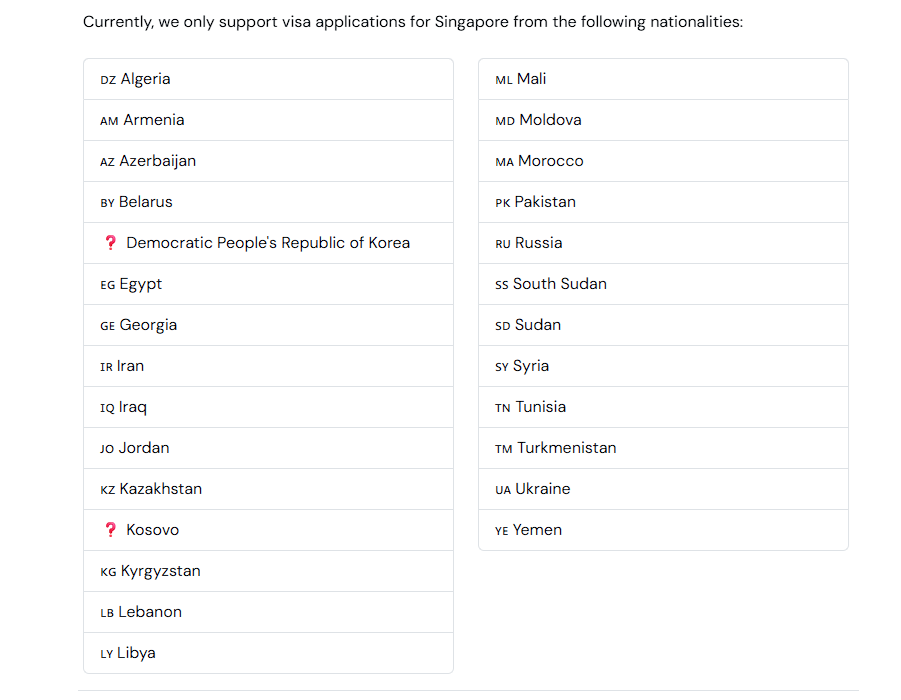 Currently, we only support visa applications for Singapore from the following nationalities:
DZ Algeria
AM Armenia
AZ Azerbaijan
BY Belarus
❓ Democratic People's Republic of Korea
EG Egypt
GE Georgia
IR Iran
IQ Iraq
JO Jordan
KZ Kazakhstan
❓ Kosovo
KG Kyrgyzstan
LB Lebanon
LY Libya
ML Mali
MD Moldova
MA Morocco
PK Pakistan
RU Russia
SS South Sudan
SD Sudan
SY Syria
TN Tunisia
TM Turkmenistan
UA Ukraine
YE Yemen